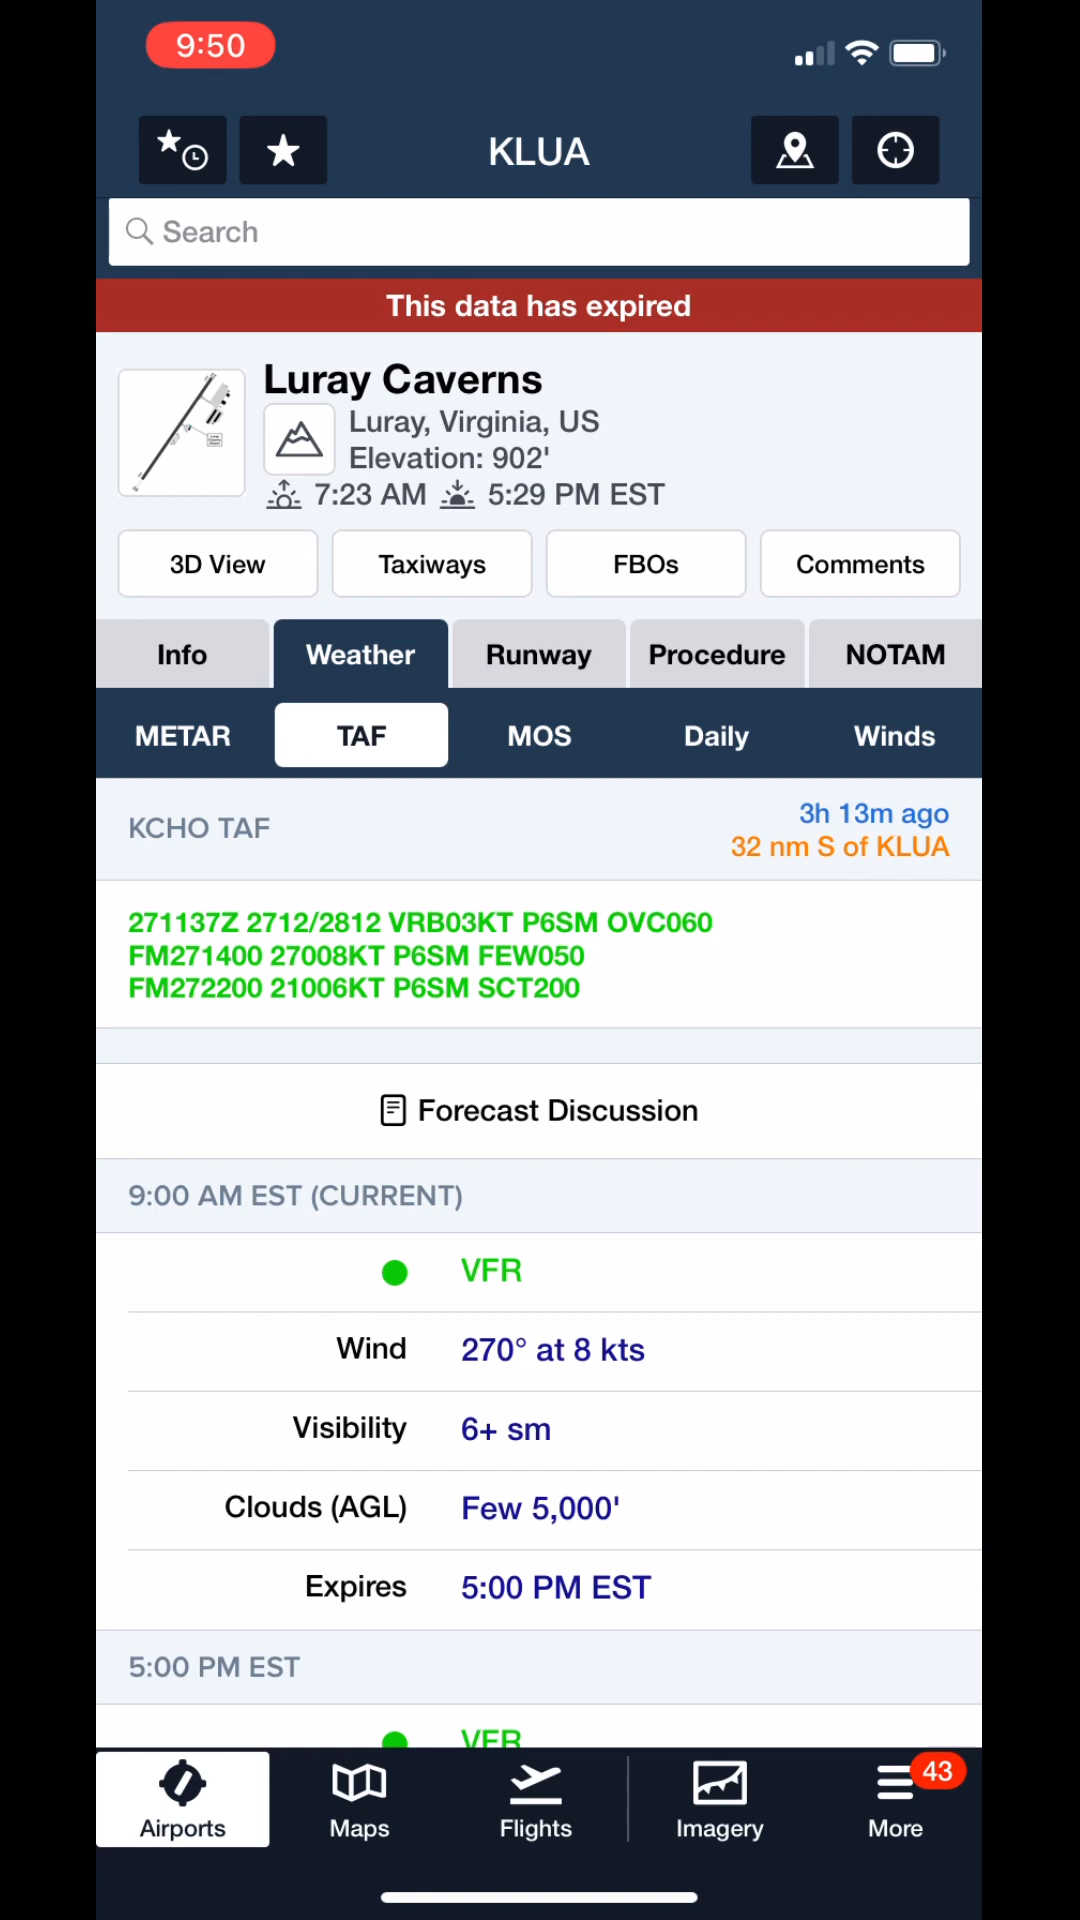 9:50
KLUA
Search
This data has expired
Luray Caverns
Luray, Virginia, US
Elevation: 902'
7:23 AM 5:29 PM EST
3D View Taxiways FBOs Comments
Info Weather Runway Procedure NOTAM
METAR TAF MOS Daily Winds
KCHO TAF 3h 13m ago
32 nm S of KLUA
271137Z 2712/2812 VRB03KT P6SM OVC060
FM271400 27008KT P6SM FEW050
FM272200 21006KT P6SM SCT200
Forecast Discussion
9:00 AM EST (CURRENT)
VFR
Wind 270° at 8 kts
Visibility 6+ sm
Clouds (AGL) Few 5,000'
Expires 5:00 PM EST
5:00 PM EST
VFR
43
Airports Maps Flights Imagery More